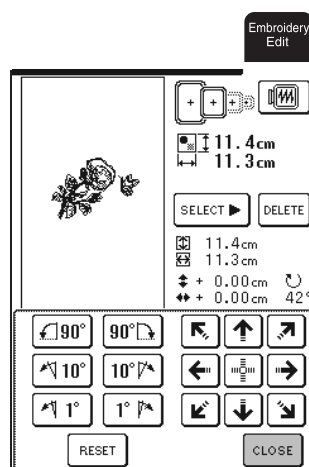 Embroidery
Edit
11.4cm
11.3cm
SELECT ▶ DELETE
11.4cm
11.3cm
+ 0.00cm
+ 0.00cm 42°
90° 90°
10° 10°
1° 1°
RESET CLOSE